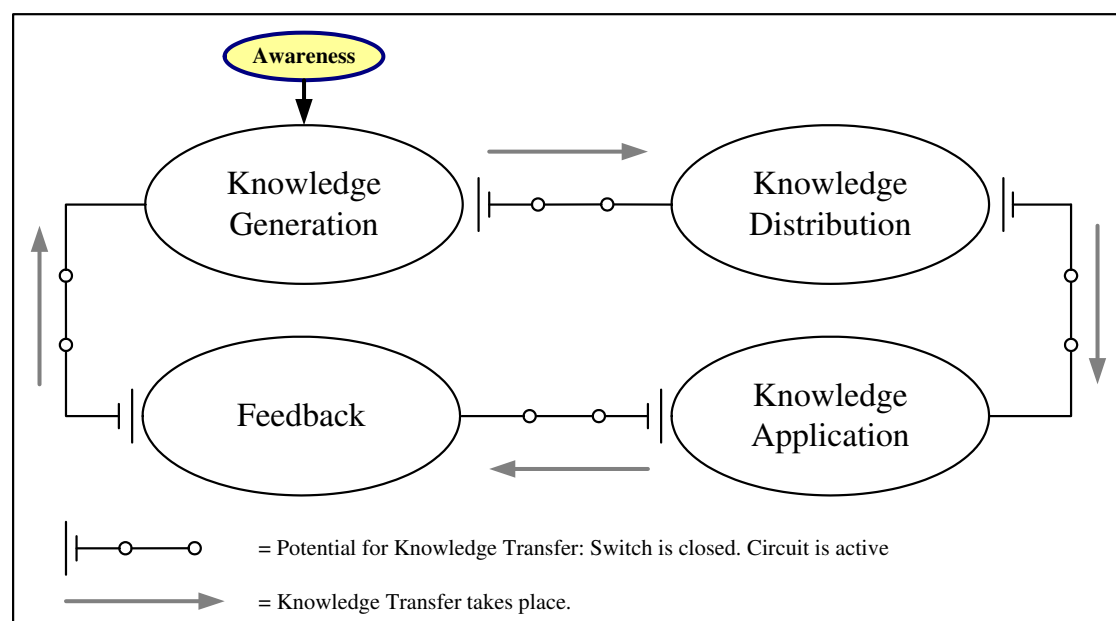 Awareness
Knowledge
Generation
Knowledge
Distribution
Feedback
Knowledge
Application
= Potential for Knowledge Transfer: Switch is closed. Circuit is active
= Knowledge Transfer takes place.